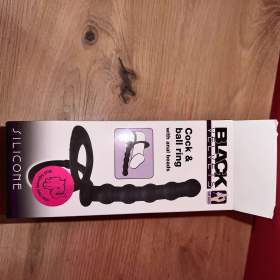 BLACK
VELVETS
Cock &
ball ring
with anal beads
SILICONE